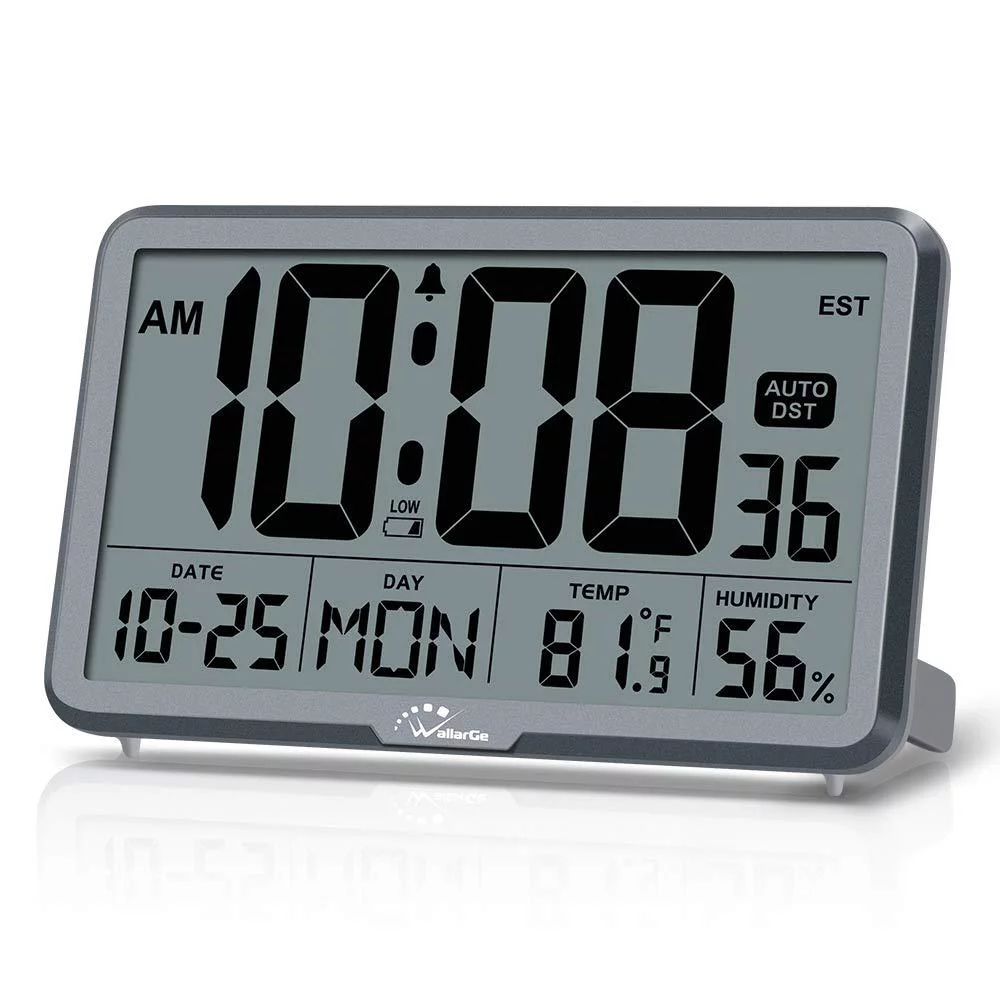 AM 10:08 36
EST
AUTO
DST
LOW
DATE
10-25
DAY
MON
TEMP
81.9 °F
HUMIDITY
56%
WallarGe